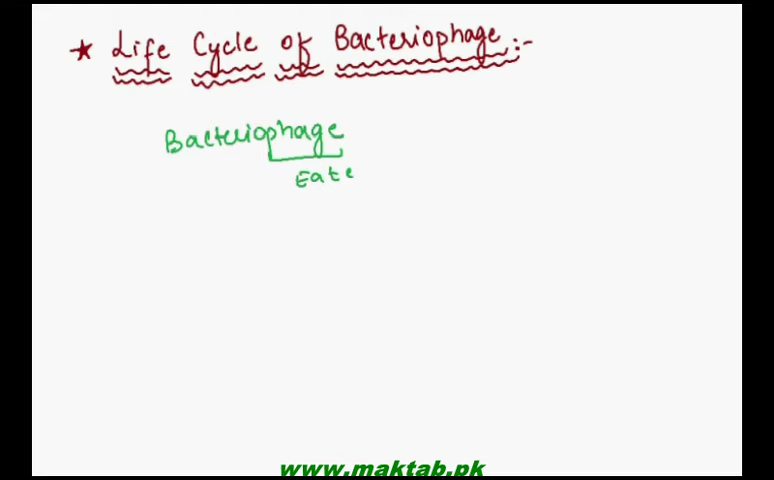 ★ Life Cycle of Bacteriophage :-
Bacteriophage
Eate
www.maktab.pk